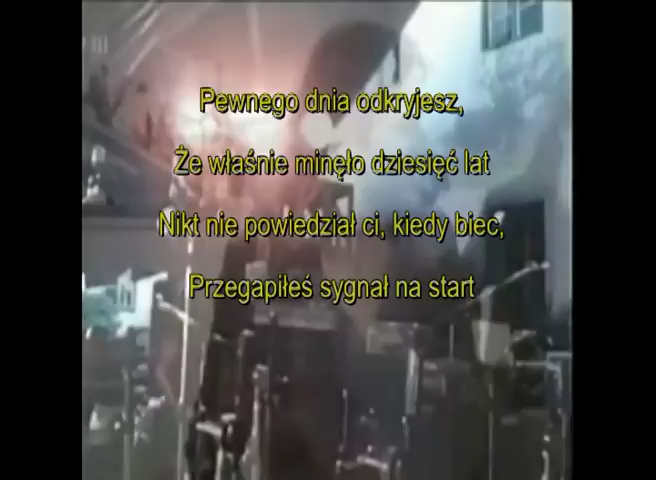 Pewnego dnia odkryjesz,
Że właśnie minęło dziesięć lat
Nikt nie powiedział ci, kiedy biec,
Przegapiłeś sygnał na start